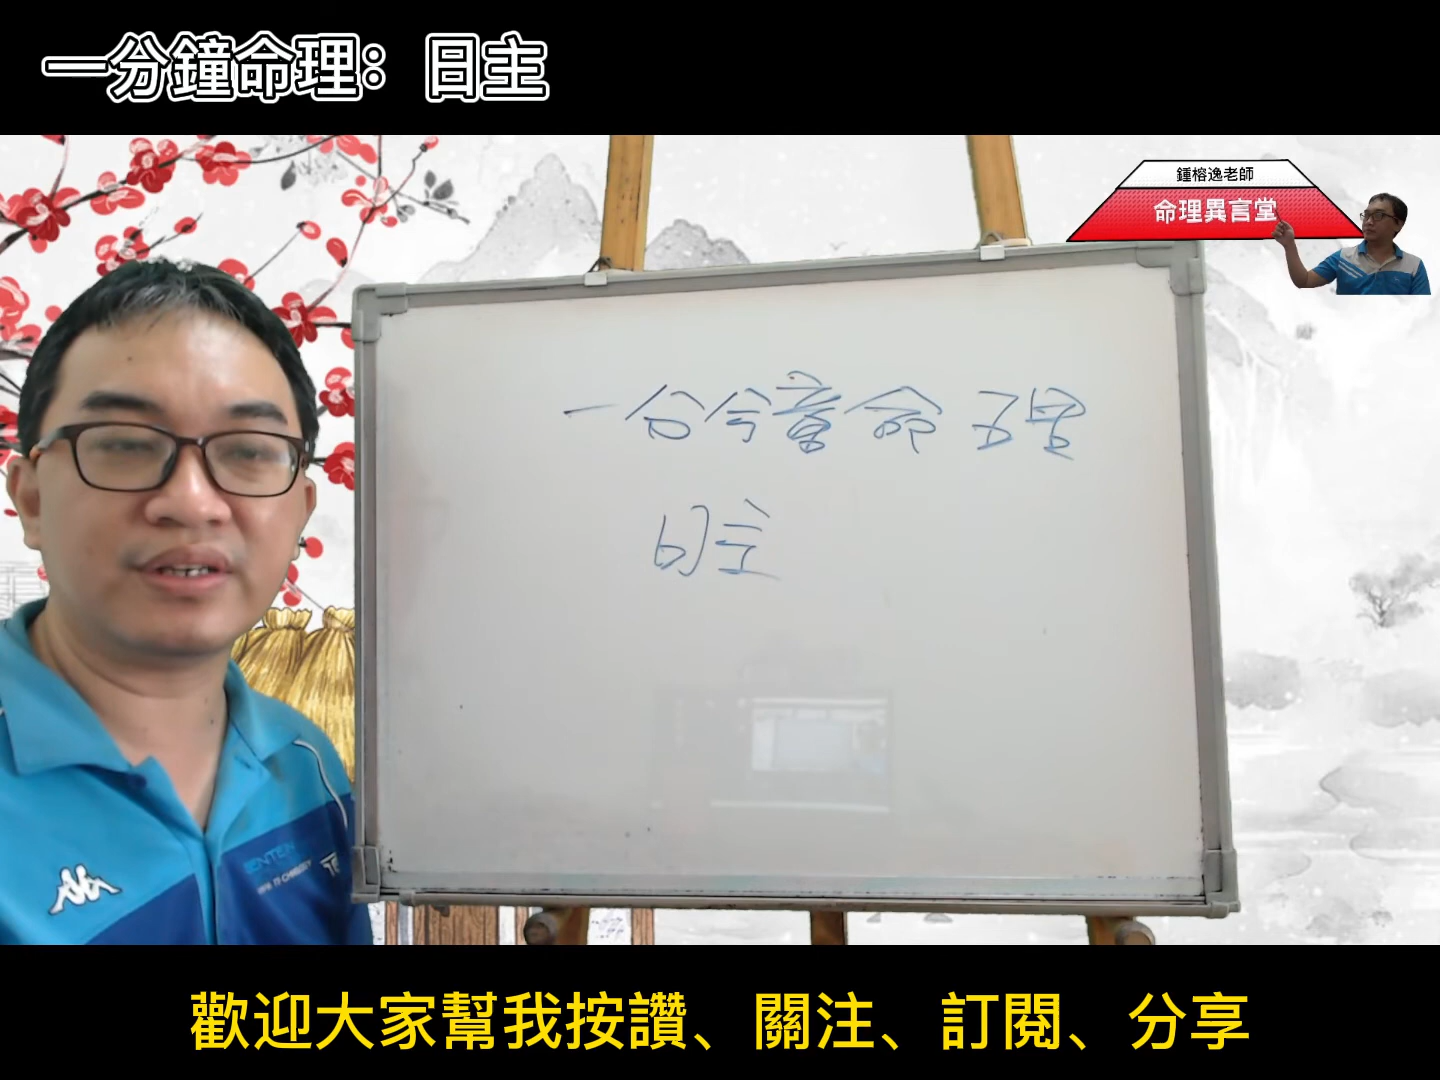 一分鐘命理：日主
鍾榕逸老師
命理異言堂
一分鐘命理
日主
歡迎大家幫我按讚、關注、訂閱、分享